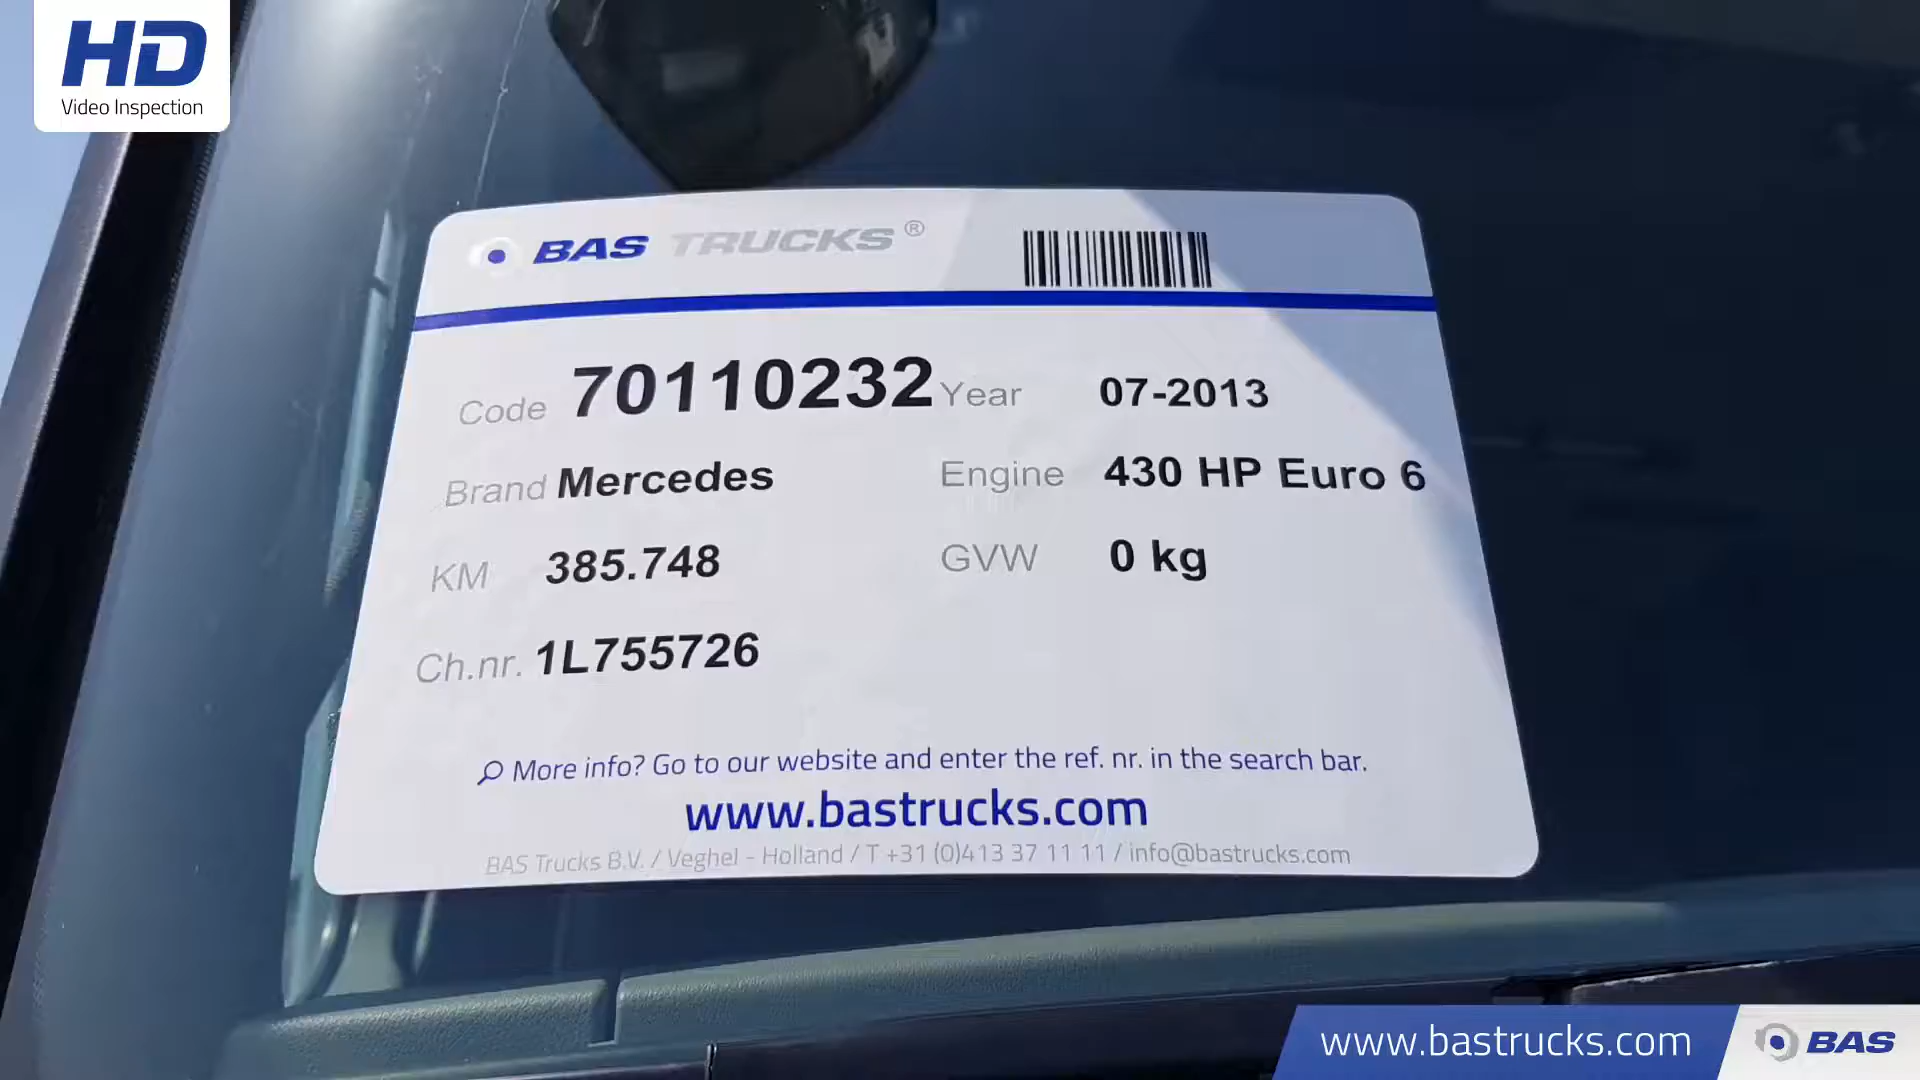 HD
Video Inspection
BAS TRUCKS®
Code 70110232 Year 07-2013
Brand Mercedes Engine 430 HP Euro 6
KM 385.748 GVW 0 kg
Ch.nr. 1L755726
More info? Go to our website and enter the ref. nr. in the search bar.
www.bastrucks.com
BAS Trucks B.V. / Veghel - Holland / T +31 (0)413 37 11 11 / info@bastrucks.com
www.bastrucks.com BAS